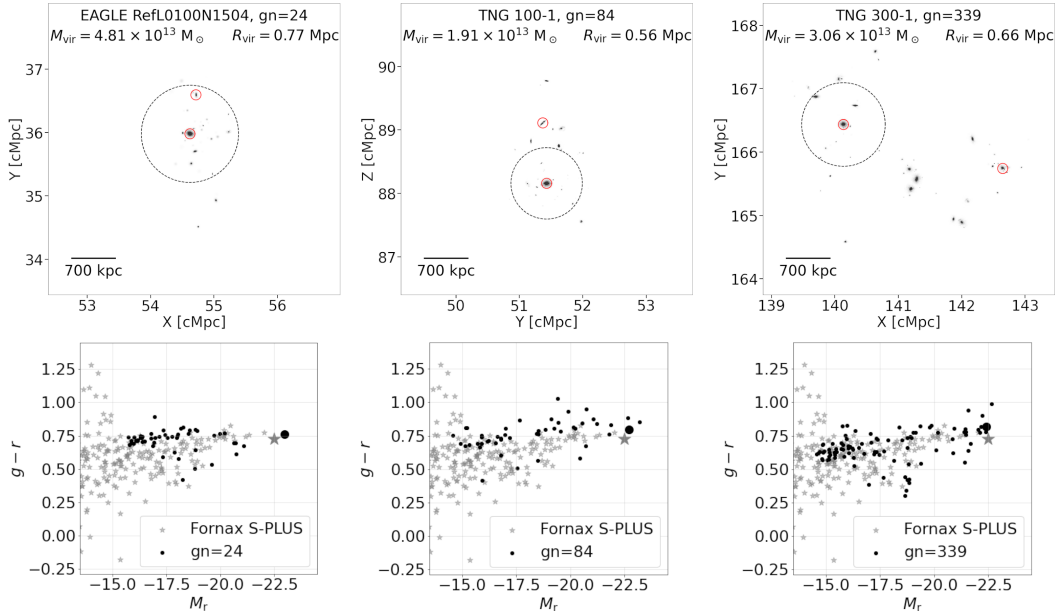 EAGLE RefL0100N1504, gn=24
M_vir = 4.81 × 10^13 M_⊙ R_vir = 0.77 Mpc
37
36
35
34
Y [cMpc]
700 kpc
53 54 55 56
X [cMpc]
TNG 100-1, gn=84
M_vir = 1.91 × 10^13 M_⊙ R_vir = 0.56 Mpc
90
89
88
87
Z [cMpc]
700 kpc
50 51 52 53
Y [cMpc]
TNG 300-1, gn=339
M_vir = 3.06 × 10^13 M_⊙ R_vir = 0.66 Mpc
168
167
166
165
164
Y [cMpc]
700 kpc
139 140 141 142 143
X [cMpc]
1.25
1.00
0.75
0.50
0.25
0.00
−0.25
g − r
Fornax S-PLUS
gn=24
−15.0 −17.5 −20.0 −22.5
M_r
1.25
1.00
0.75
0.50
0.25
0.00
−0.25
g − r
Fornax S-PLUS
gn=84
−15.0 −17.5 −20.0 −22.5
M_r
1.25
1.00
0.75
0.50
0.25
0.00
−0.25
g − r
Fornax S-PLUS
gn=339
−15.0 −17.5 −20.0 −22.5
M_r